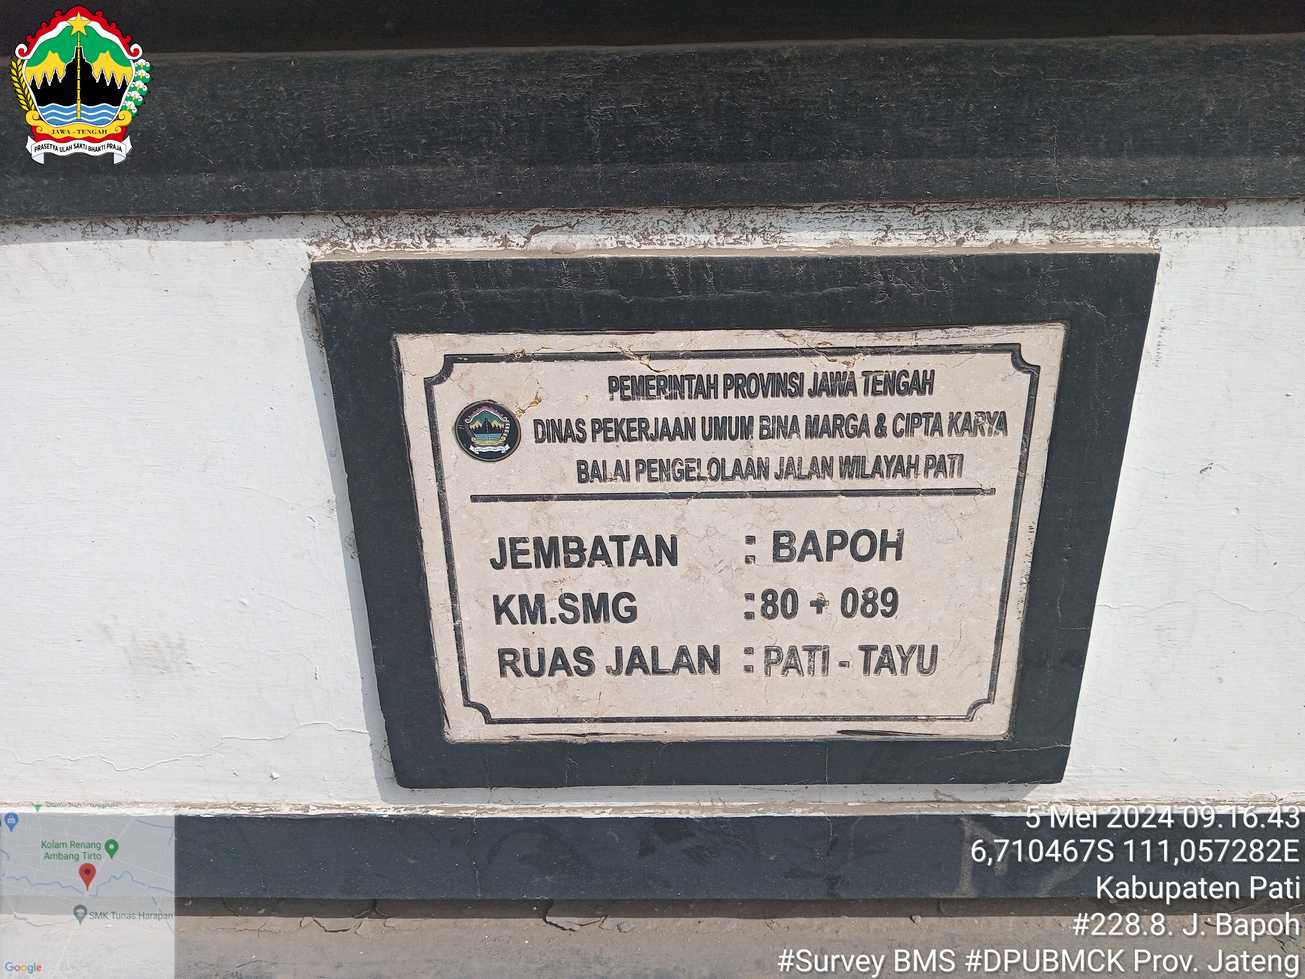 JAWA - TENGAH
PRASETYA ULAH SAKTI BHAKTI PRAJA
PEMERINTAH PROVINSI JAWA TENGAH
DINAS PEKERJAAN UMUM BINA MARGA & CIPTA KARYA
BALAI PENGELOLAAN JALAN WILAYAH PATI
JEMBATAN : BAPOH
KM.SMG : 80 + 089
RUAS JALAN : PATI - TAYU
Kolam Renang
Ambang Tirto
SMK Tunas Harapan
Google
5 Mei 2024 09.16.43
6,710467S 111,057282E
Kabupaten Pati
#228.8. J. Bapoh
#Survey BMS #DPUBMCK Prov. Jateng